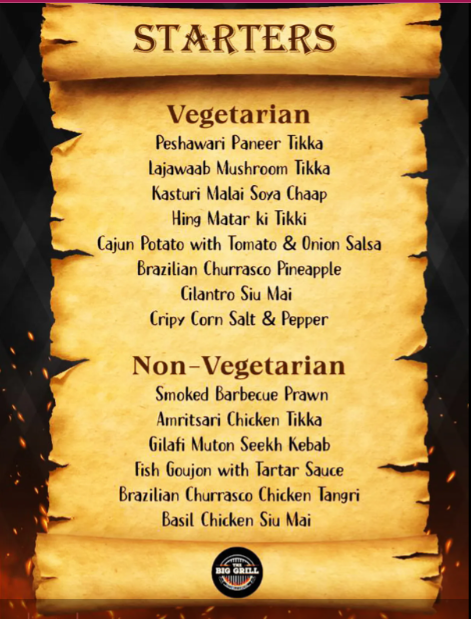 STARTERS
Vegetarian
Peshawari Paneer Tikka
Lajawaab Mushroom Tikka
Kasturi Malai Soya Chaap
Hing Matar ki Tikki
Cajun Potato with Tomato & Onion Salsa
Brazilian Churrasco Pineapple
Cilantro Siu Mai
Cripy Corn Salt & Pepper
Non-Vegetarian
Smoked Barbecue Prawn
Amritsari Chicken Tikka
Gilafi Muton Seekh Kebab
Fish Goujon with Tartar Sauce
Brazilian Churrasco Chicken Tangri
Basil Chicken Siu Mai
THE
BIG GRILL